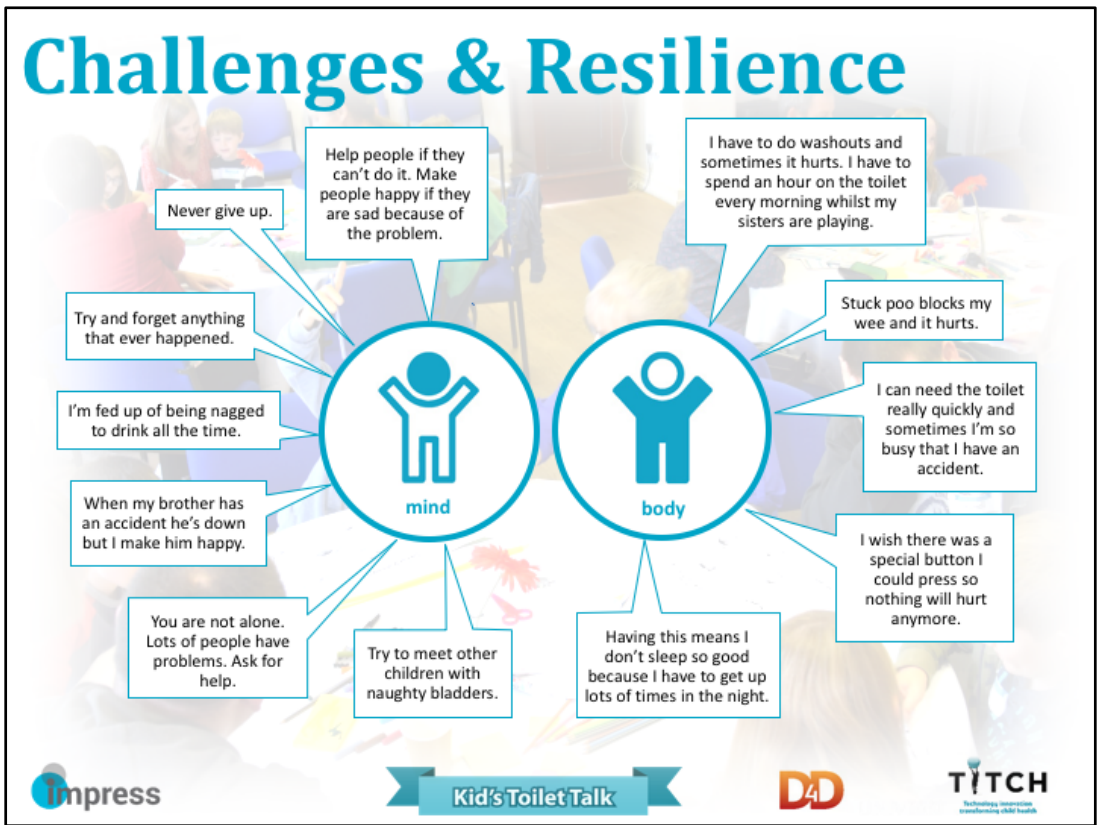 Challenges & Resilience
Help people if they
can't do it. Make
people happy if they
are sad because of
the problem.
Never give up.
Try and forget anything
that ever happened.
I'm fed up of being nagged
to drink all the time.
When my brother has
an accident he's down
but I make him happy.
You are not alone.
Lots of people have
problems. Ask for
help.
Try to meet other
children with
naughty bladders.
mind
I have to do washouts and
sometimes it hurts. I have to
spend an hour on the toilet
every morning whilst my
sisters are playing.
Stuck poo blocks my
wee and it hurts.
I can need the toilet
really quickly and
sometimes I'm so
busy that I have an
accident.
I wish there was a
special button I
could press so
nothing will hurt
anymore.
Having this means I
don't sleep so good
because I have to get up
lots of times in the night.
body
impress
Kid's Toilet Talk
D4D
TITCH
Technology innovation
transforming child health